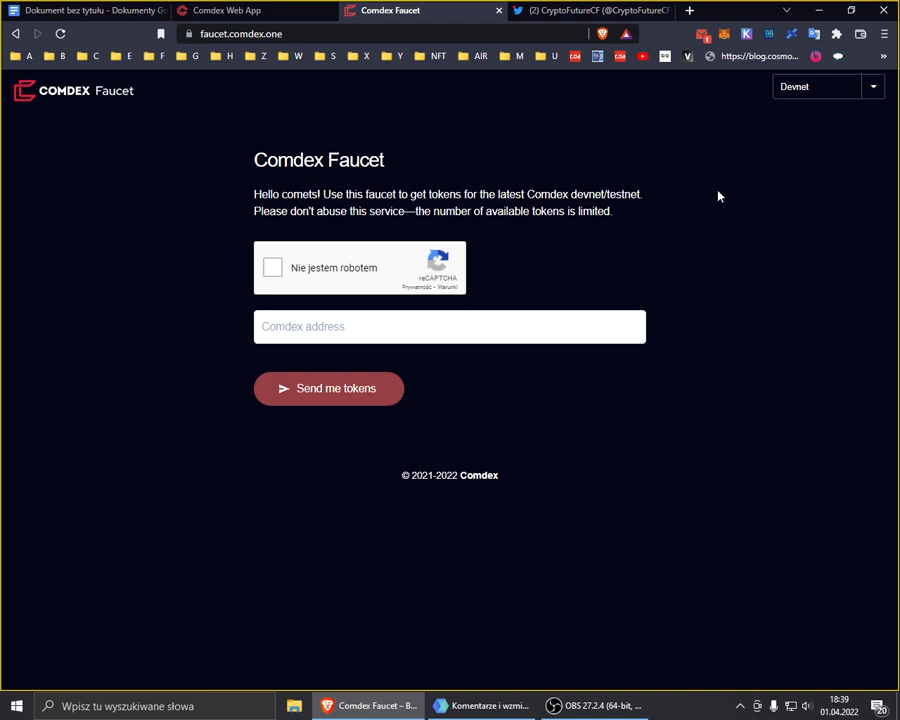 Dokument bez tytułu - Dokumenty Go
Comdex Web App
Comdex Faucet
(2) CryptoFutureCF (@CryptoFutureCF
faucet.comdex.one
A
B
C
E
F
G
H
Z
W
S
X
Y
NFT
AIR
M
U
https://blog.cosmo...
COMDEX Faucet
Devnet
Comdex Faucet
Hello comets! Use this faucet to get tokens for the latest Comdex devnet/testnet.
Please don't abuse this service—the number of available tokens is limited.
Nie jestem robotem
reCAPTCHA
Prywatność - Warunki
Comdex address
Send me tokens
© 2021-2022 Comdex
Wpisz tu wyszukiwane słowa
Comdex Faucet – B...
Komentarze i wzmi...
OBS 27.2.4 (64-bit, ...
18:39
01.04.2022
20